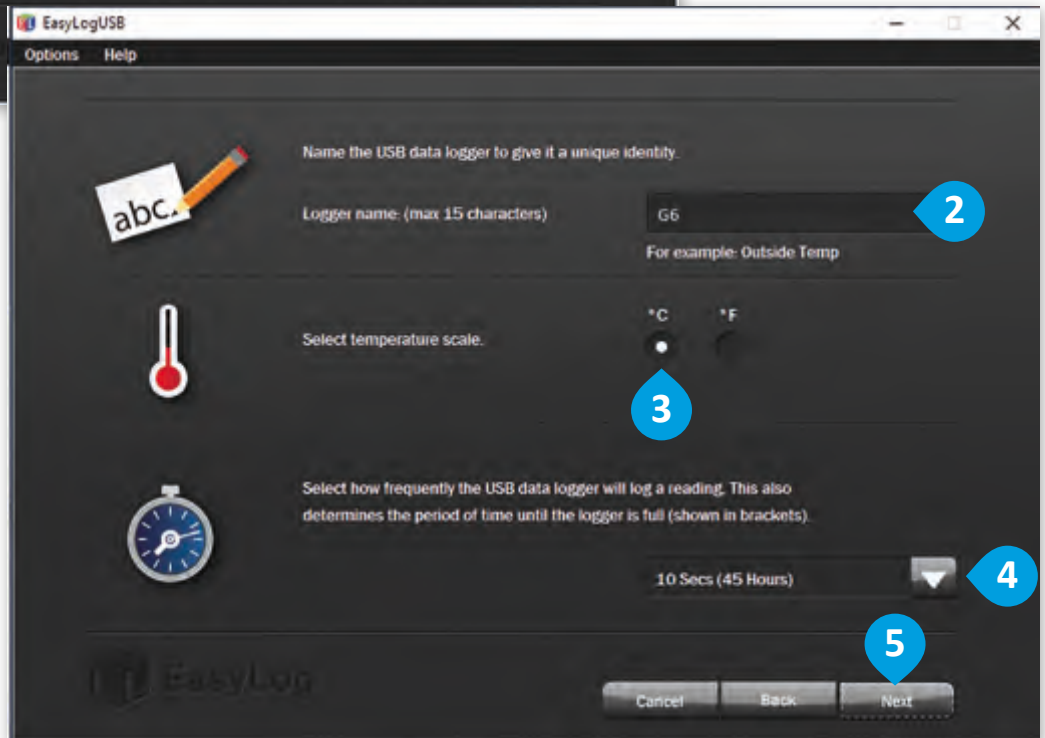 EasyLogUSB
Options Help
Name the USB data logger to give it a unique identity.
abc.
Logger name: (max 15 characters)
G6
2
For example: Outside Temp
°C °F
Select temperature scale.
3
Select how frequently the USB data logger will log a reading. This also
determines the period of time until the logger is full (shown in brackets).
10 Secs (45 Hours)
4
5
EasyLog
Cancel Back Next